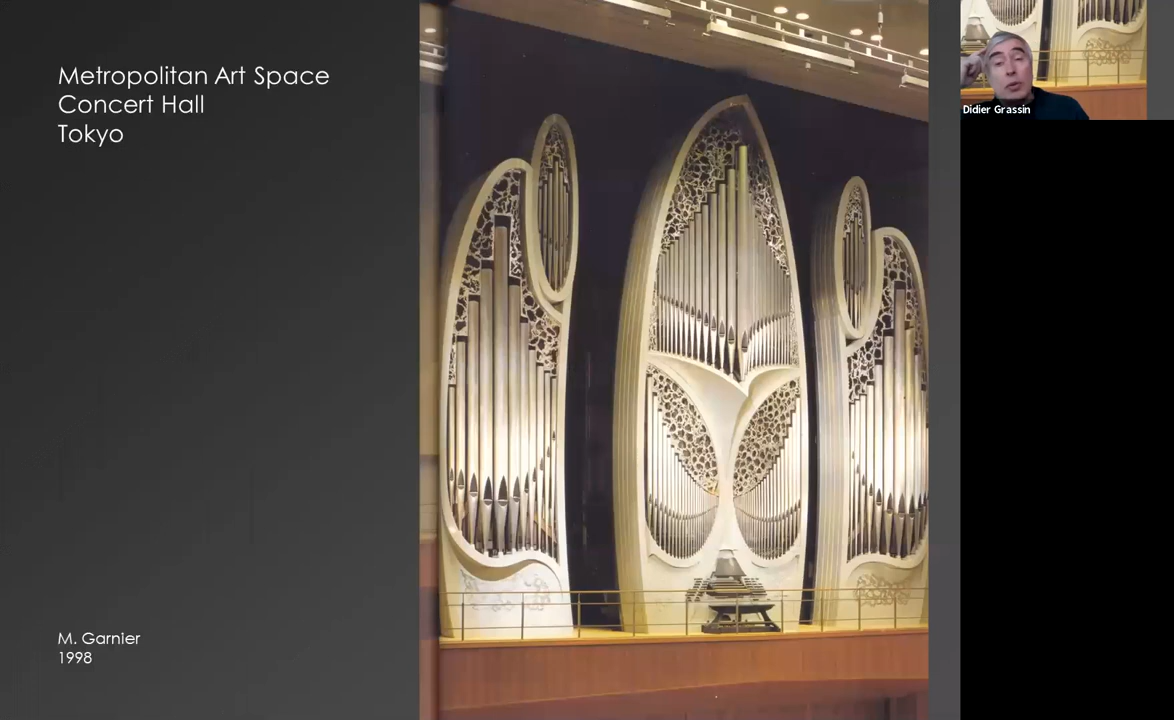 Metropolitan Art Space
Concert Hall
Tokyo
Didier Grassin
M. Garnier
1998